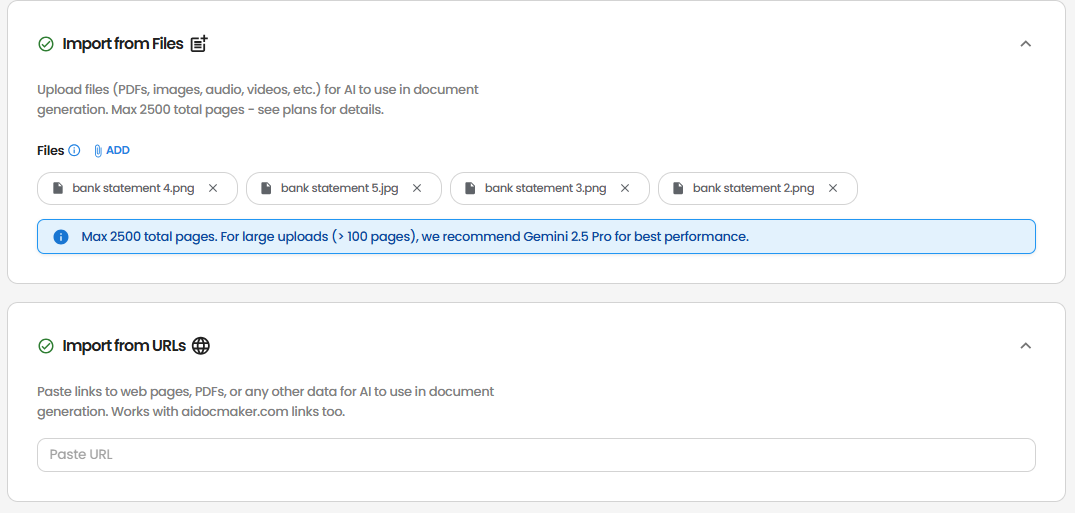 Import from Files
Upload files (PDFs, images, audio, videos, etc.) for AI to use in document
generation. Max 2500 total pages - see plans for details.
Files ADD
bank statement 4.png bank statement 5.jpg bank statement 3.png bank statement 2.png
Max 2500 total pages. For large uploads (> 100 pages), we recommend Gemini 2.5 Pro for best performance.
Import from URLs
Paste links to web pages, PDFs, or any other data for AI to use in document
generation. Works with aidocmaker.com links too.
Paste URL